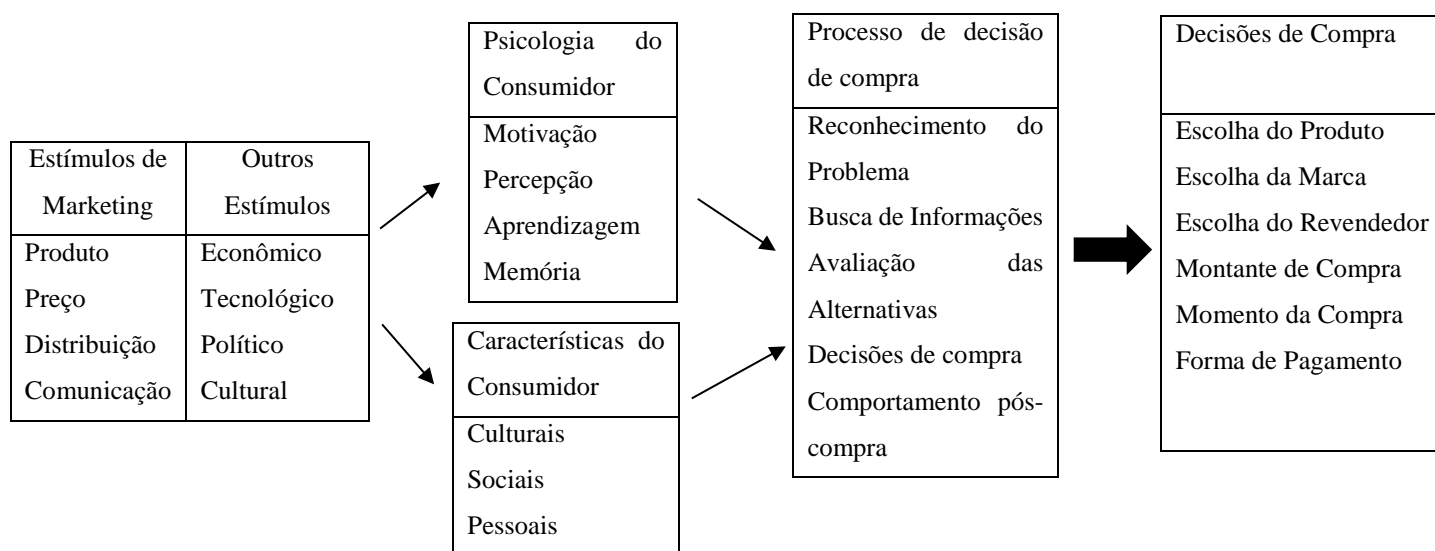 Estímulos de
Marketing
Produto
Preço
Distribuição
Comunicação
Outros
Estímulos
Econômico
Tecnológico
Político
Cultural
Psicologia do
Consumidor
Motivação
Percepção
Aprendizagem
Memória
Características do
Consumidor
Culturais
Sociais
Pessoais
Processo de decisão
de compra
Reconhecimento do
Problema
Busca de Informações
Avaliação das
Alternativas
Decisões de compra
Comportamento pós-
compra
Decisões de Compra
Escolha do Produto
Escolha da Marca
Escolha do Revendedor
Montante de Compra
Momento da Compra
Forma de Pagamento